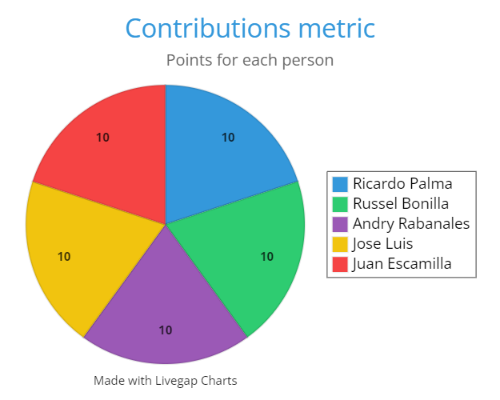 Contributions metric
Points for each person
10
10
10
10
10
Ricardo Palma
Russel Bonilla
Andry Rabanales
Jose Luis
Juan Escamilla
Made with Livegap Charts